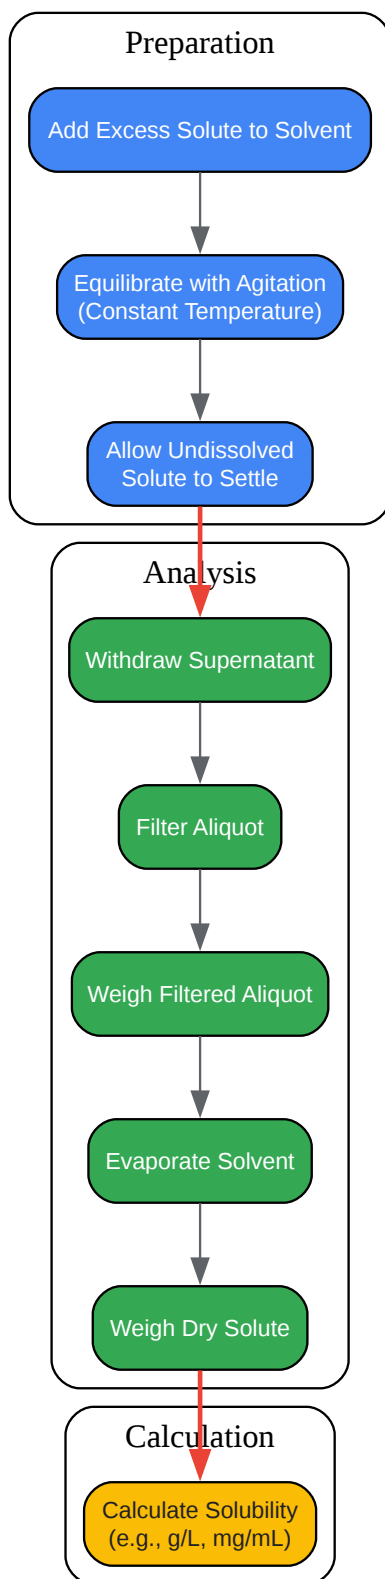 Preparation
Add Excess Solute to Solvent
Equilibrate with Agitation
(Constant Temperature)
Allow Undissolved
Solute to Settle
Analysis
Withdraw Supernatant
Filter Aliquot
Weigh Filtered Aliquot
Evaporate Solvent
Weigh Dry Solute
Calculation
Calculate Solubility
(e.g., g/L, mg/mL)